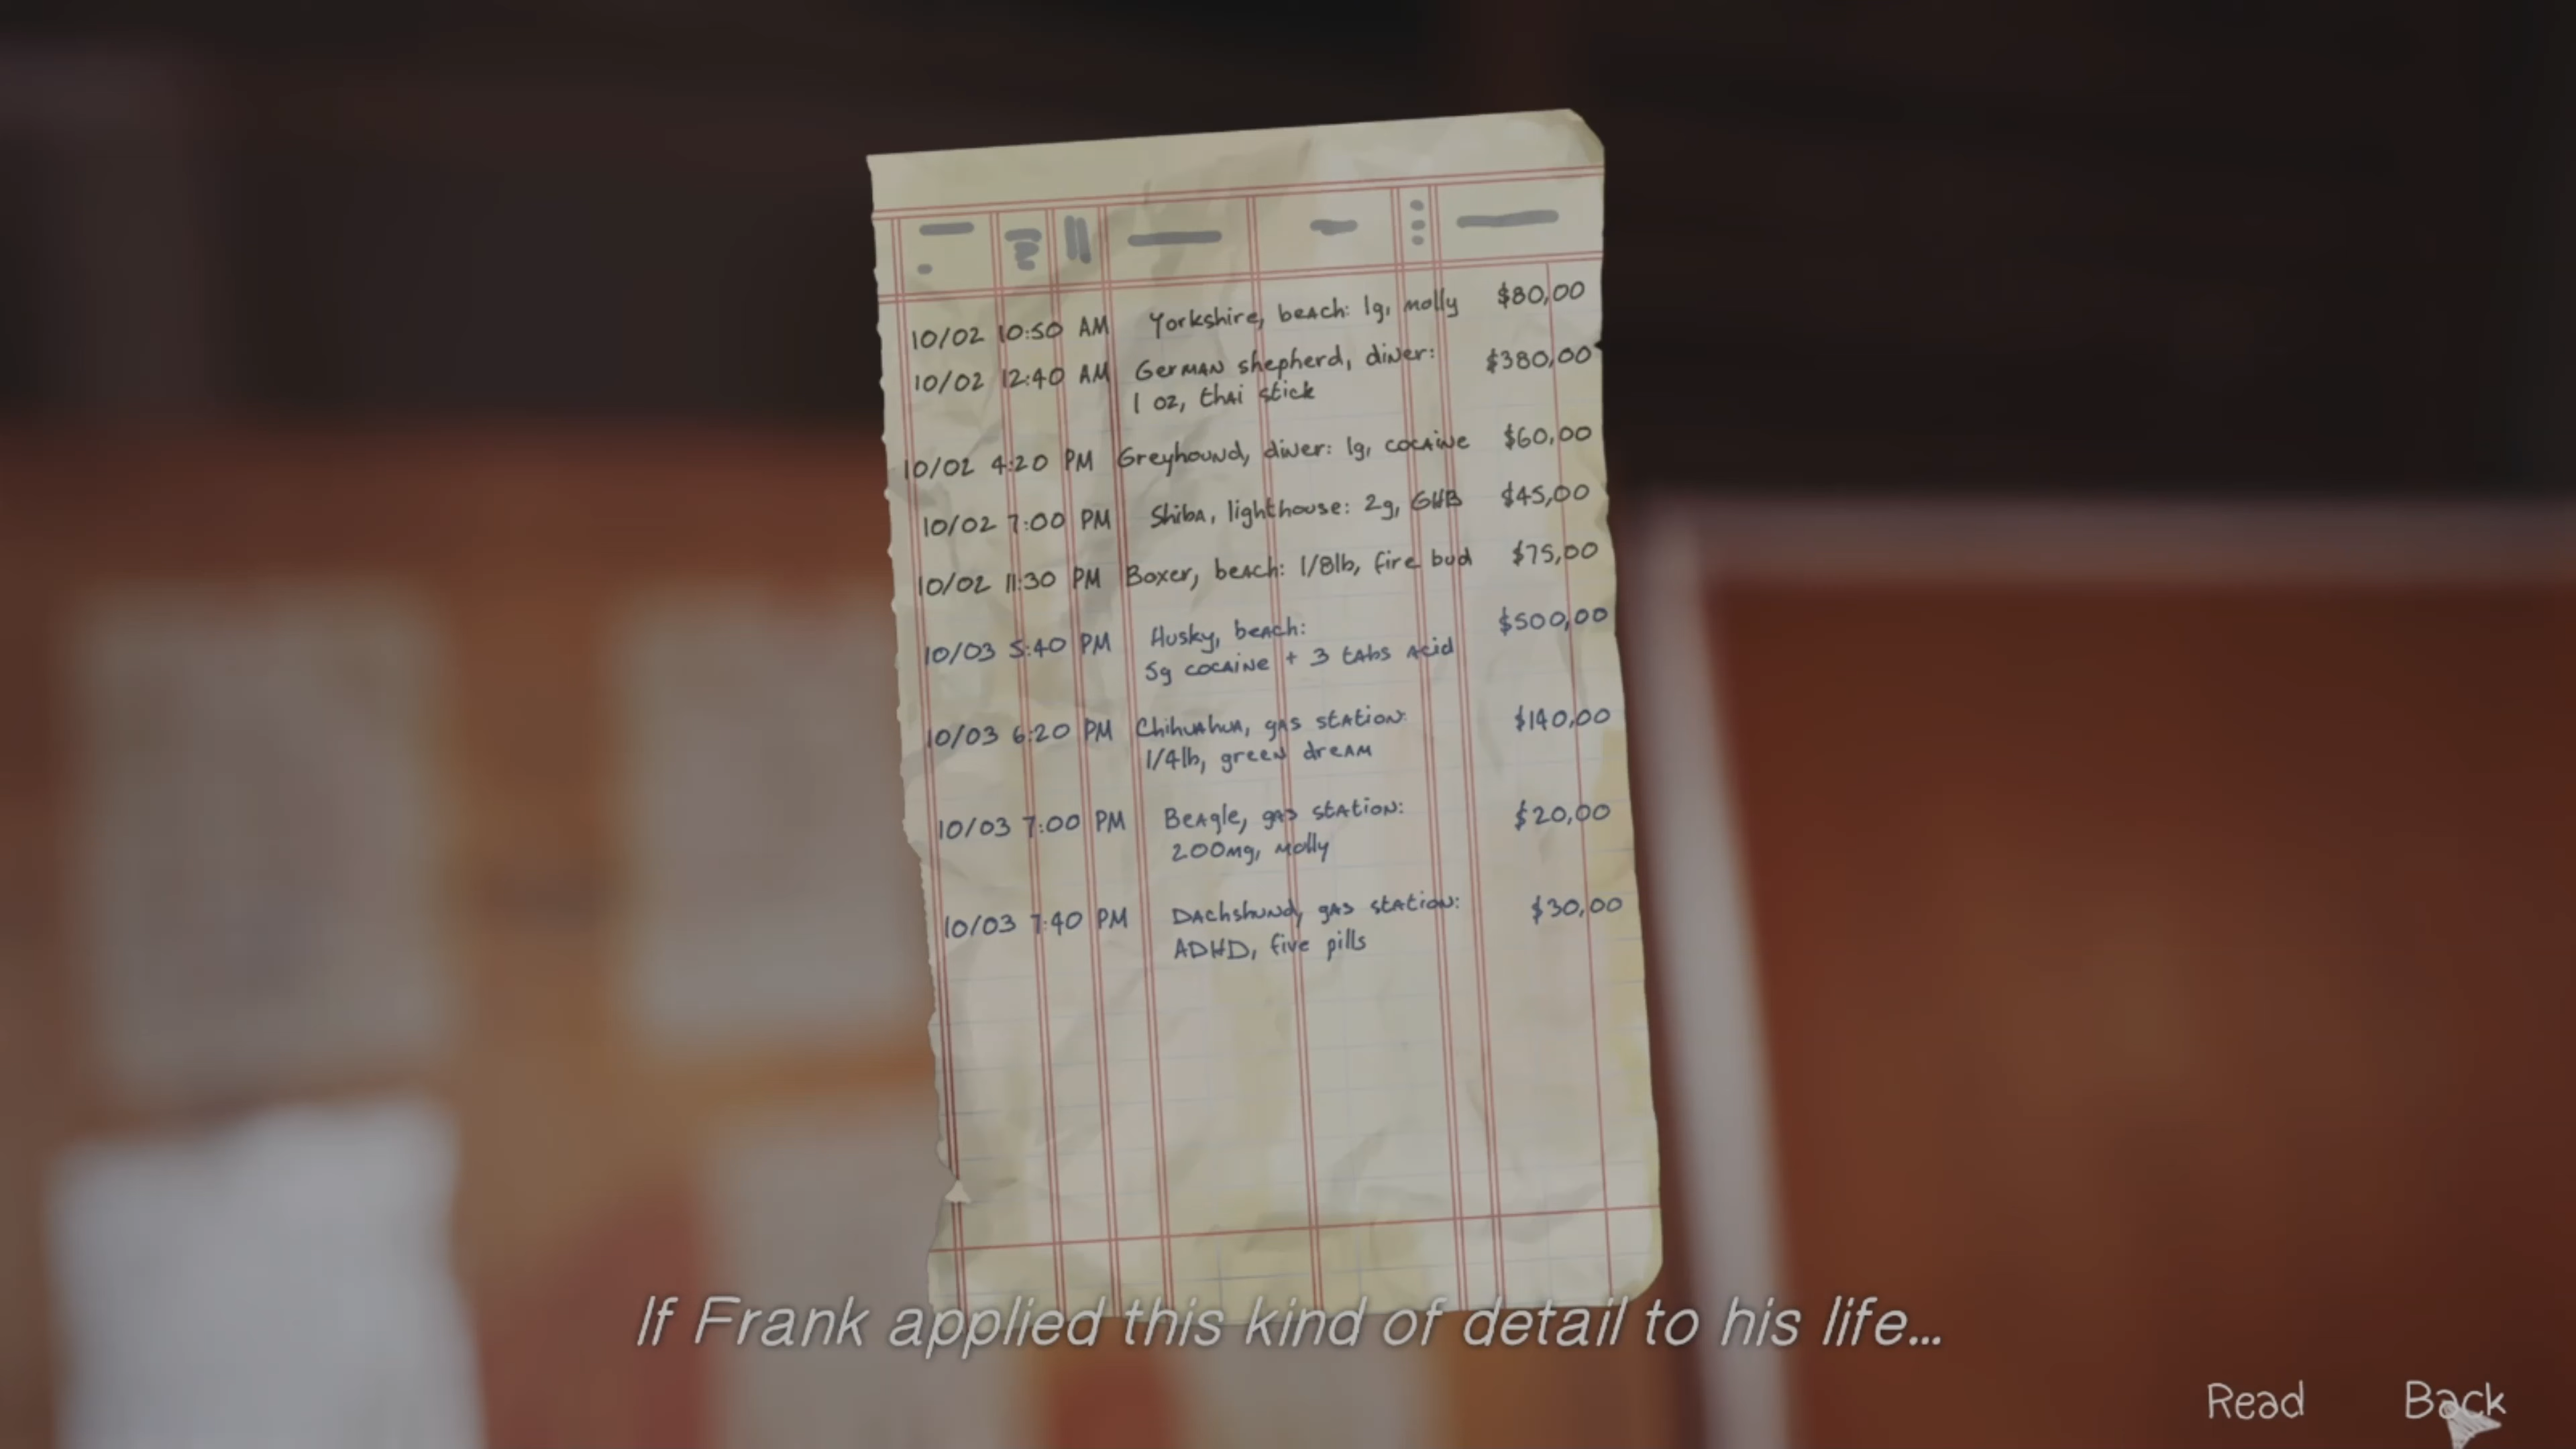 10/02 10:50 AM Yorkshire, beach: 1g, molly $80,00
10/02 12:40 AM German shepherd, diner: $380,00
1 oz, thai stick
10/02 4:20 PM Greyhound, diner: 1g, cocaine $60,00
10/02 7:00 PM Shiba, lighthouse: 2g, GHB $45,00
10/02 11:30 PM Boxer, beach: 1/8lb, fire bud $75,00
10/03 5:40 PM Husky, beach: $500,00
5g cocaine + 3 tabs acid
10/03 6:20 PM Chihuahua, gas station: $140,00
1/4lb, green dream
10/03 7:00 PM Beagle, gas station: $20,00
200mg, molly
10/03 7:40 PM Dachshund, gas station: $30,00
ADHD, five pills
If Frank applied this kind of detail to his life...
Read Back